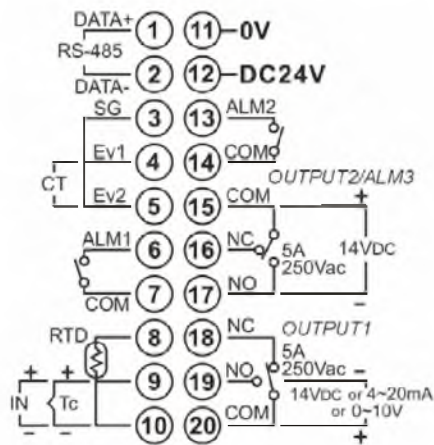 DATA+ 1 11 0V
RS-485
DATA- 2 12 DC24V
SG 3 13 ALM2
Ev1 4 14 COM
CT
OUTPUT2/ALM3
Ev2 5 15 COM +
ALM1 6 16 NC 5A 14VDC
250Vac
COM 7 17 NO -
RTD 8 18 NC OUTPUT1
5A
+ + 9 19 NO 250Vac -
IN Tc 14VDC or 4~20mA
or 0~10V
- - 10 20 COM +